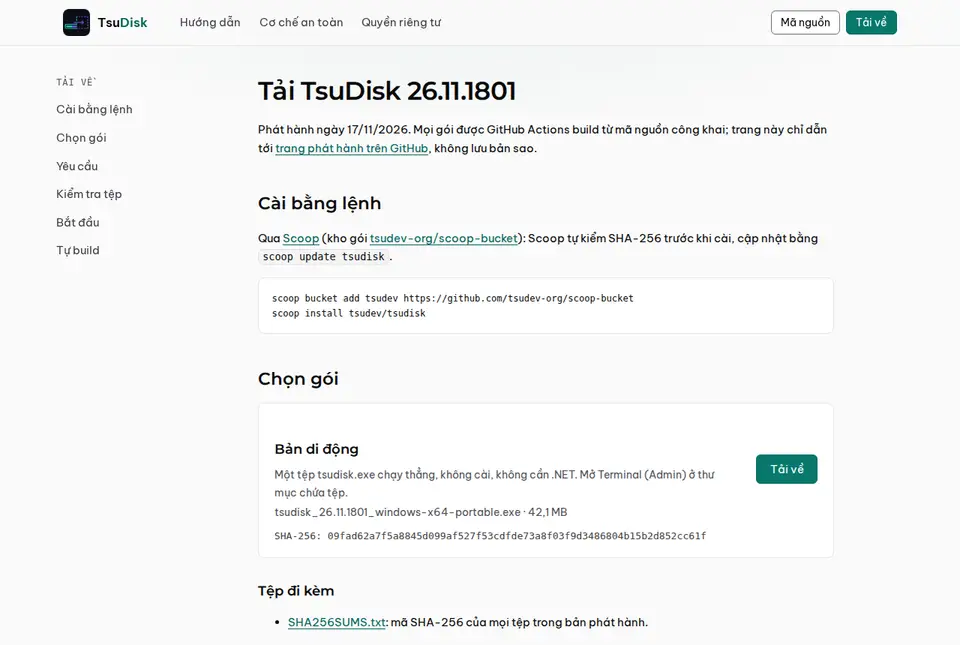 TsuDisk
Hướng dẫn
Cơ chế an toàn
Quyền riêng tư
Mã nguồn
Tải về
TẢI VỀ
Cài bằng lệnh
Chọn gói
Yêu cầu
Kiểm tra tệp
Bắt đầu
Tự build
Tải TsuDisk 26.11.1801
Phát hành ngày 17/11/2026. Mọi gói được GitHub Actions build từ mã nguồn công khai; trang này chỉ dẫn
tới trang phát hành trên GitHub, không lưu bản sao.
Cài bằng lệnh
Qua Scoop (kho gói tsudev-org/scoop-bucket): Scoop tự kiểm SHA-256 trước khi cài, cập nhật bằng
scoop update tsudisk.
scoop bucket add tsudev https://github.com/tsudev-org/scoop-bucket
scoop install tsudev/tsudisk
Chọn gói
Bản di động
Một tệp tsudisk.exe chạy thẳng, không cài, không cần .NET. Mở Terminal (Admin) ở thư
mục chứa tệp.
tsudisk_26.11.1801_windows-x64-portable.exe · 42,1 MB
SHA-256: 09fad62a7f5a8845d099af527f53cdfde73a8f03f9d3486804b15b2d852cc61f
Tải về
Tệp đi kèm
• SHA256SUMS.txt: mã SHA-256 của mọi tệp trong bản phát hành.